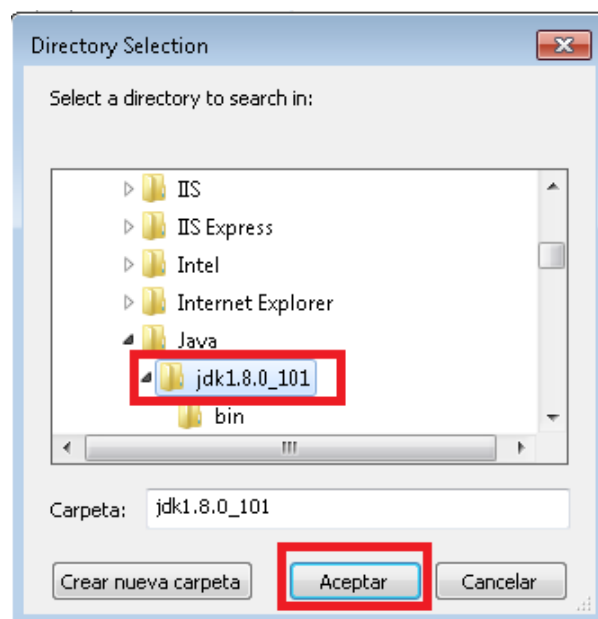 Directory Selection
Select a directory to search in:
IIS
IIS Express
Intel
Internet Explorer
Java
jdk1.8.0_101
bin
Carpeta: jdk1.8.0_101
Crear nueva carpeta Aceptar Cancelar